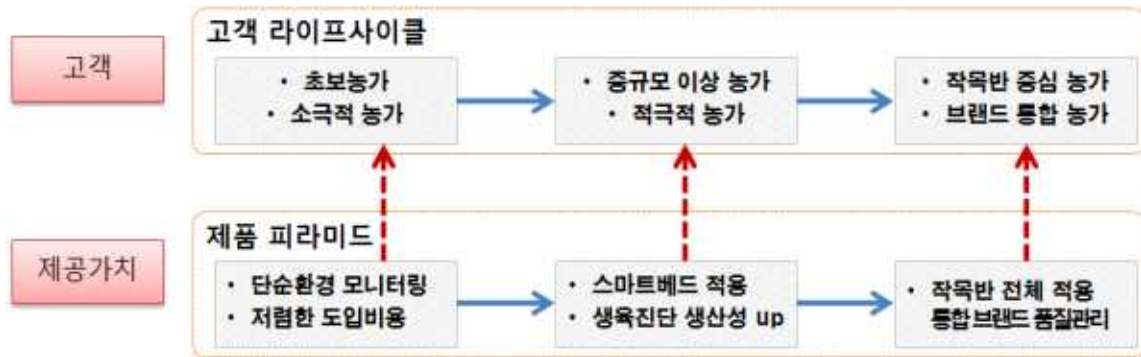 고객
고객 라이프사이클
• 초보농가
• 소극적 농가
• 중규모 이상 농가
• 적극적 농가
• 작목반 중심 농가
• 브랜드 통합 농가
제공가치
제품 피라미드
• 단순환경 모니터링
• 저렴한 도입비용
• 스마트베드 적용
• 생육진단 생산성 up
• 작목반 전체 적용
통합 브랜드 품질관리